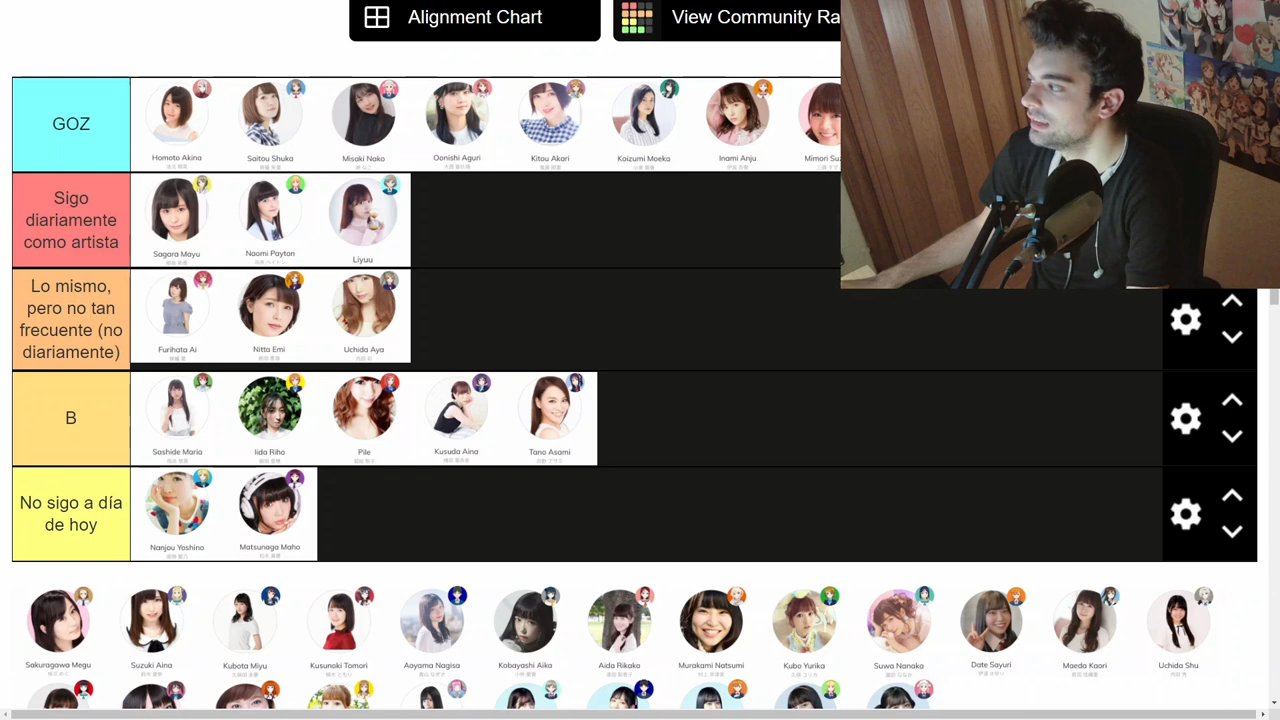 Alignment Chart
View Community Ra
GOZ
Homoto Akina
Saitou Shuka
Misaki Nako
Oonishi Aguri
Kitou Akari
Koizumi Moeka
Inami Anju
Mimori Su
Sigo
diariamente
como artista
Sagara Mayu
Naomi Payton
Liyuu
Lo mismo,
pero no tan
frecuente (no
diariamente)
Furihata Ai
Nitta Emi
Uchida Aya
B
Sashide Maria
Iida Riho
Pile
Kusuda Aina
Tano Asami
No sigo a día
de hoy
Nanjou Yoshino
Matsunaga Maho
Sakuragawa Megu
Suzuki Aina
Kubota Miyu
Kusunoki Tomori
Aoyama Nagisa
Kobayashi Aika
Aida Rikako
Murakami Natsumi
Kubo Yurika
Suwa Nanaka
Date Sayuri
Maeda Kaori
Uchida Shu